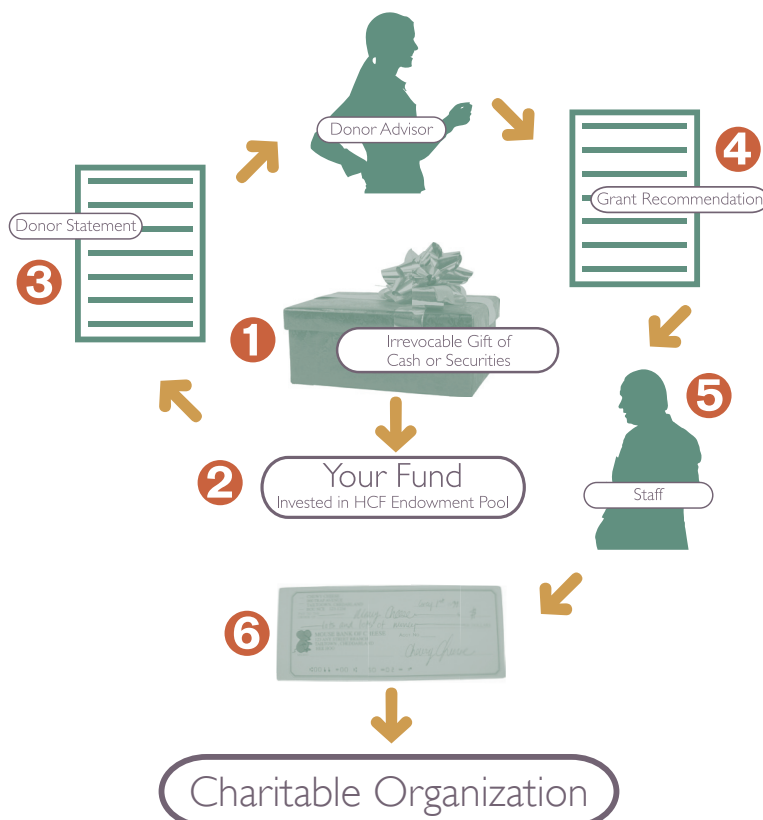 Donor Advisor
4
Grant Recommendation
Donor Statement
3
1
Irrevocable Gift of
Cash or Securities
5
2
Your Fund
Invested in HCF Endowment Pool
Staff
6
Charitable Organization